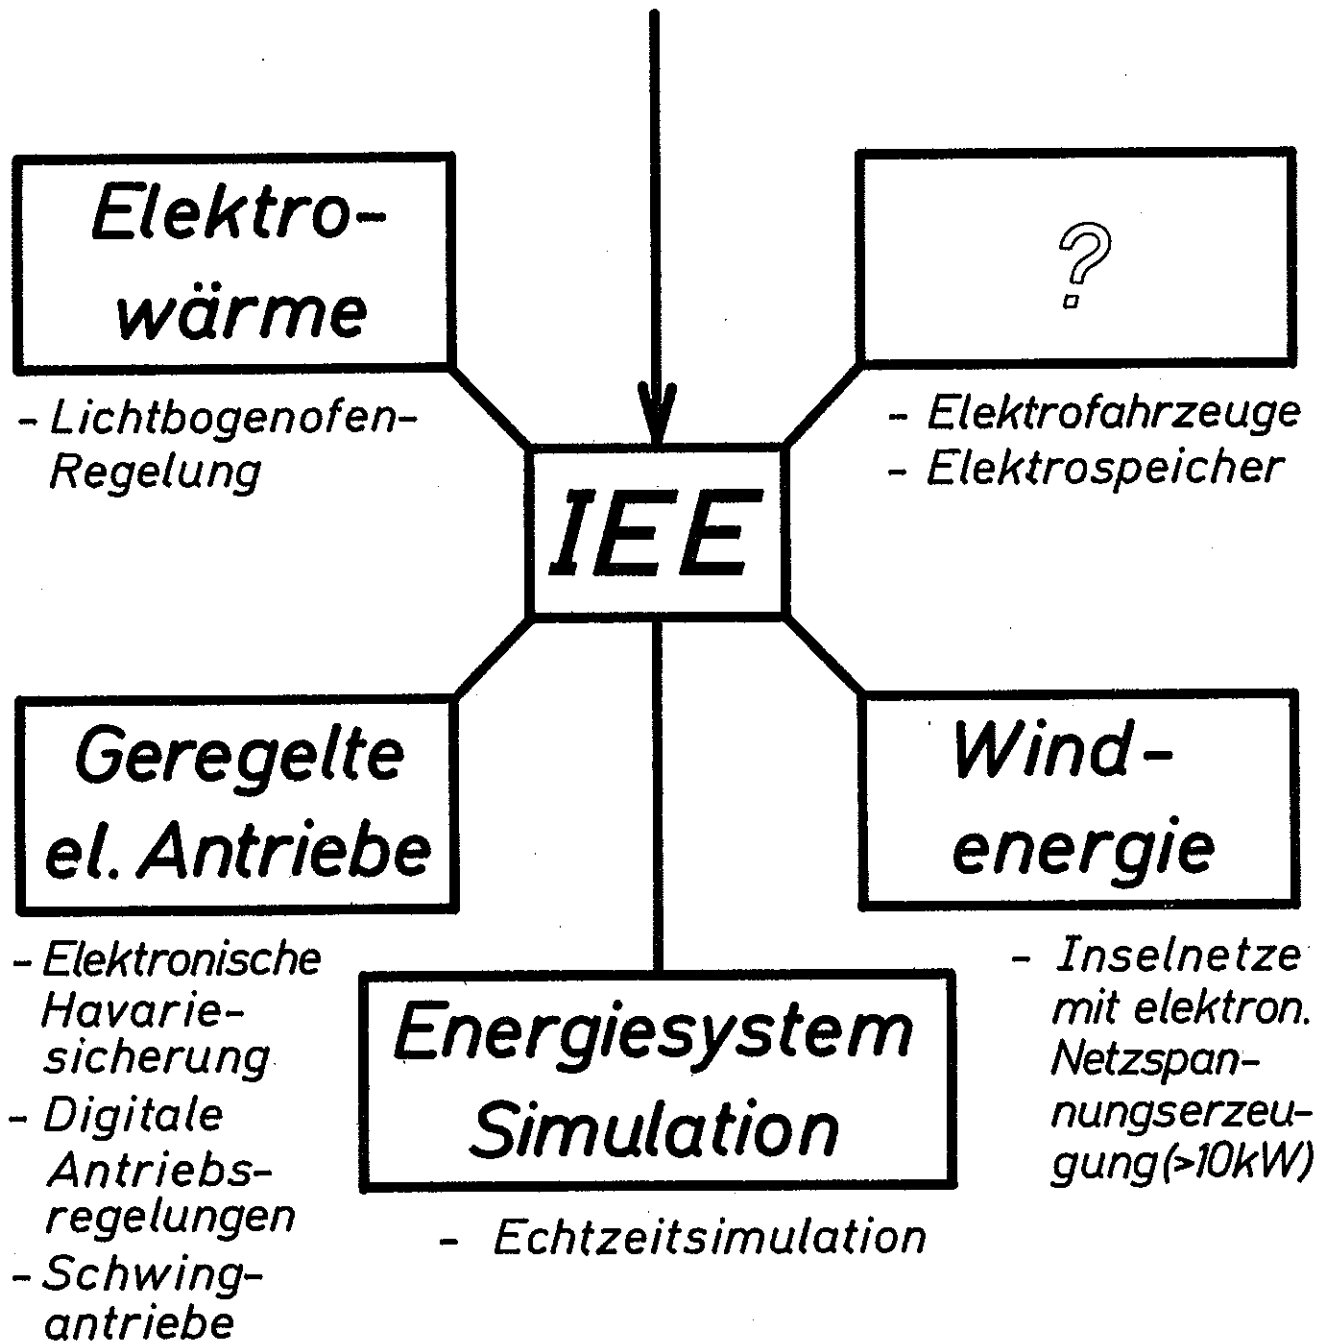 Elektro-
wärme
- Lichtbogenofen-
Regelung
?
- Elektrofahrzeuge
- Elektrospeicher
IEE
Geregelte
el. Antriebe
- Elektronische
Havarie-
sicherung
- Digitale
Antriebs-
regelungen
- Schwing-
antriebe
Energiesystem
Simulation
- Echtzeitsimulation
Wind-
energie
- Inselnetze
mit elektron.
Netzspan-
nungserzeu-
gung (>10kW)